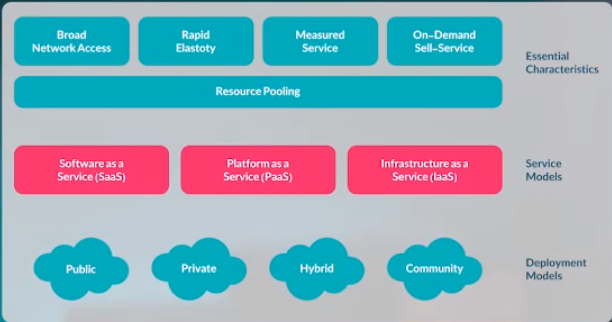 Broad
Network Access
Rapid
Elastoty
Measured
Service
On-Demand
Sell-Service
Essential
Characteristics
Resource Pooling
Software as a
Service (SaaS)
Platform as a
Service (PaaS)
Infrastructure as a
Service (IaaS)
Service
Models
Public
Private
Hybrid
Community
Deployment
Models